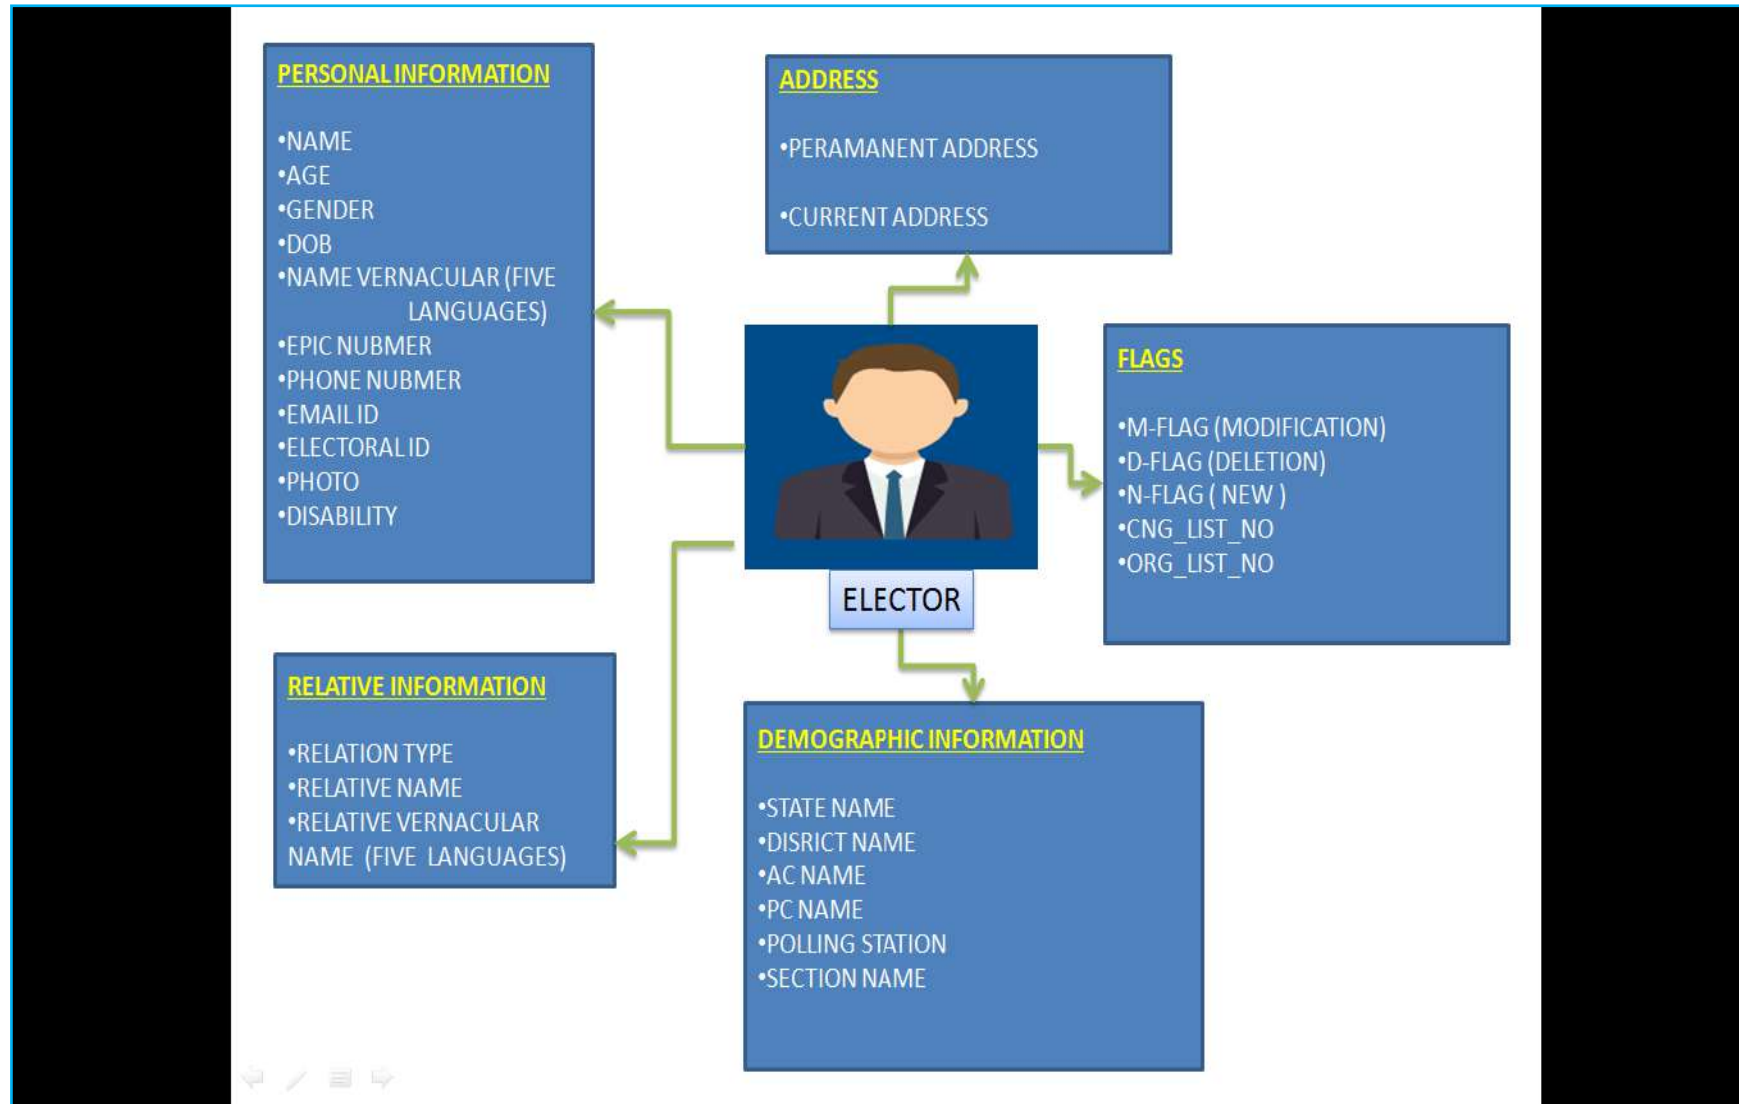 PERSONAL INFORMATION
•NAME
•AGE
•GENDER
•DOB
•NAME VERNACULAR (FIVE
LANGUAGES)
•EPIC NUBMER
•PHONE NUBMER
•EMAIL ID
•ELECTORAL ID
•PHOTO
•DISABILITY
ADDRESS
•PERAMANENT ADDRESS
•CURRENT ADDRESS
FLAGS
•M-FLAG (MODIFICATION)
•D-FLAG (DELETION)
•N-FLAG ( NEW )
•CNG_LIST_NO
•ORG_LIST_NO
ELECTOR
RELATIVE INFORMATION
•RELATION TYPE
•RELATIVE NAME
•RELATIVE VERNACULAR
NAME (FIVE LANGUAGES)
DEMOGRAPHIC INFORMATION
•STATE NAME
•DISRICT NAME
•AC NAME
•PC NAME
•POLLING STATION
•SECTION NAME